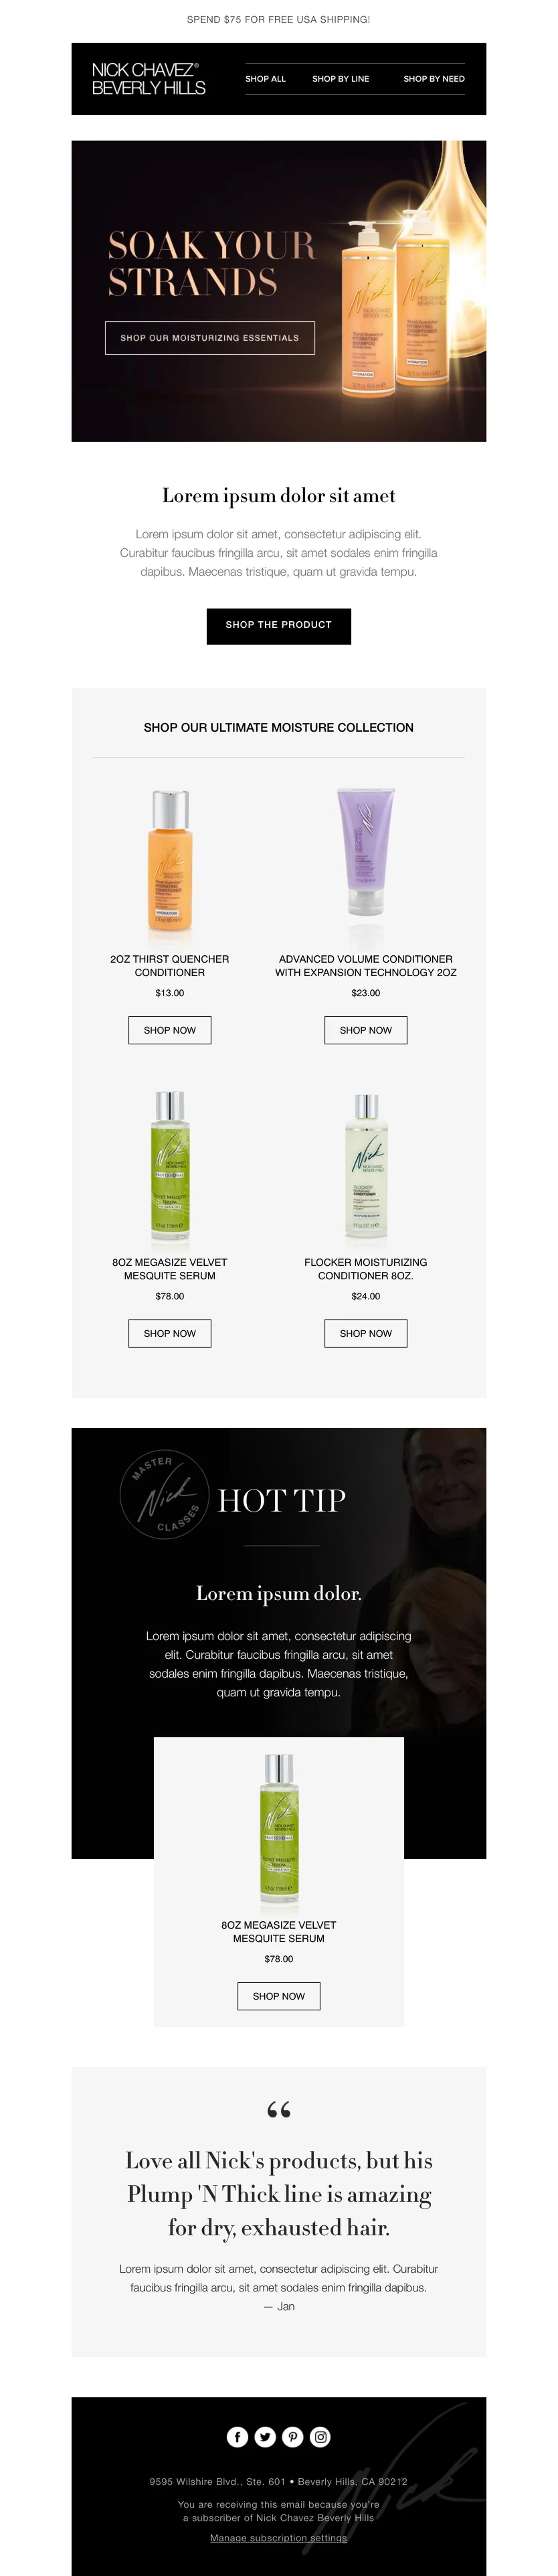 SPEND $75 FOR FREE USA SHIPPING!
NICK CHAVEZ®
BEVERLY HILLS
SHOP ALL
SHOP BY LINE
SHOP BY NEED
SOAK YOUR
STRANDS
SHOP OUR MOISTURIZING ESSENTIALS
Nick
Nick
Lorem ipsum dolor sit amet
Lorem ipsum dolor sit amet, consectetur adipiscing elit.
Curabitur faucibus fringilla arcu, sit amet sodales enim fringilla
dapibus. Maecenas tristique, quam ut gravida tempu.
SHOP THE PRODUCT
SHOP OUR ULTIMATE MOISTURE COLLECTION
Nick
2OZ THIRST QUENCHER
CONDITIONER
$13.00
SHOP NOW
Nick
ADVANCED VOLUME CONDITIONER
WITH EXPANSION TECHNOLOGY 2OZ
$23.00
SHOP NOW
Nick
8OZ MEGASIZE VELVET
MESQUITE SERUM
$78.00
SHOP NOW
Nick
FLOCKER MOISTURIZING
CONDITIONER 8OZ.
$24.00
SHOP NOW
MASTER
Nick
CLASSES
HOT TIP
Lorem ipsum dolor.
Lorem ipsum dolor sit amet, consectetur adipiscing
elit. Curabitur faucibus fringilla arcu, sit amet
sodales enim fringilla dapibus. Maecenas tristique,
quam ut gravida tempu.
Nick
8OZ MEGASIZE VELVET
MESQUITE SERUM
$78.00
SHOP NOW
“
Love all Nick's products, but his
Plump 'N Thick line is amazing
for dry, exhausted hair.
Lorem ipsum dolor sit amet, consectetur adipiscing elit. Curabitur
faucibus fringilla arcu, sit amet sodales enim fringilla dapibus.
— Jan
9595 Wilshire Blvd., Ste. 601 • Beverly Hills, CA 90212
You are receiving this email because you're
a subscriber of Nick Chavez Beverly Hills
Manage subscription settings